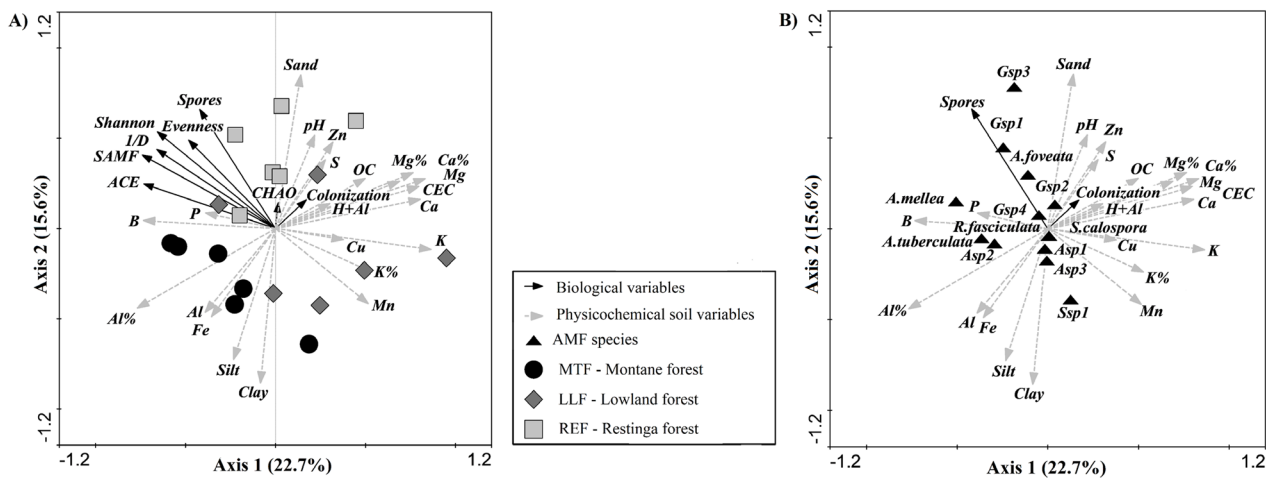 A)
1.2
Axis 2 (15.6%)
-1.2
-1.2
Axis 1 (22.7%)
1.2
Sand
Spores
Shannon
Evenness
1/D
SAMF
ACE
pH
Zn
S
OC
Mg%
Ca%
Mg
CEC
Ca
CHAO
Colonization
H+Al
P
B
Cu
K
K%
Mn
Al%
Al
Fe
Silt
Clay
Biological variables
Physicochemical soil variables
AMF species
MTF - Montane forest
LLF - Lowland forest
REF - Restinga forest
B)
1.2
Axis 2 (15.6%)
-1.2
-1.2
Axis 1 (22.7%)
1.2
Gsp3
Sand
Spores
Gsp1
pH
Zn
A.foveata
S
OC
Mg%
Ca%
Mg
CEC
Ca
Gsp2
Colonization
H+Al
A.mellea
P
Gsp4
B
R.fasciculata
S.calospora
A.tuberculata
Cu
K
Asp2
Asp1
Asp3
K%
Al%
Al
Fe
Ssp1
Mn
Silt
Clay